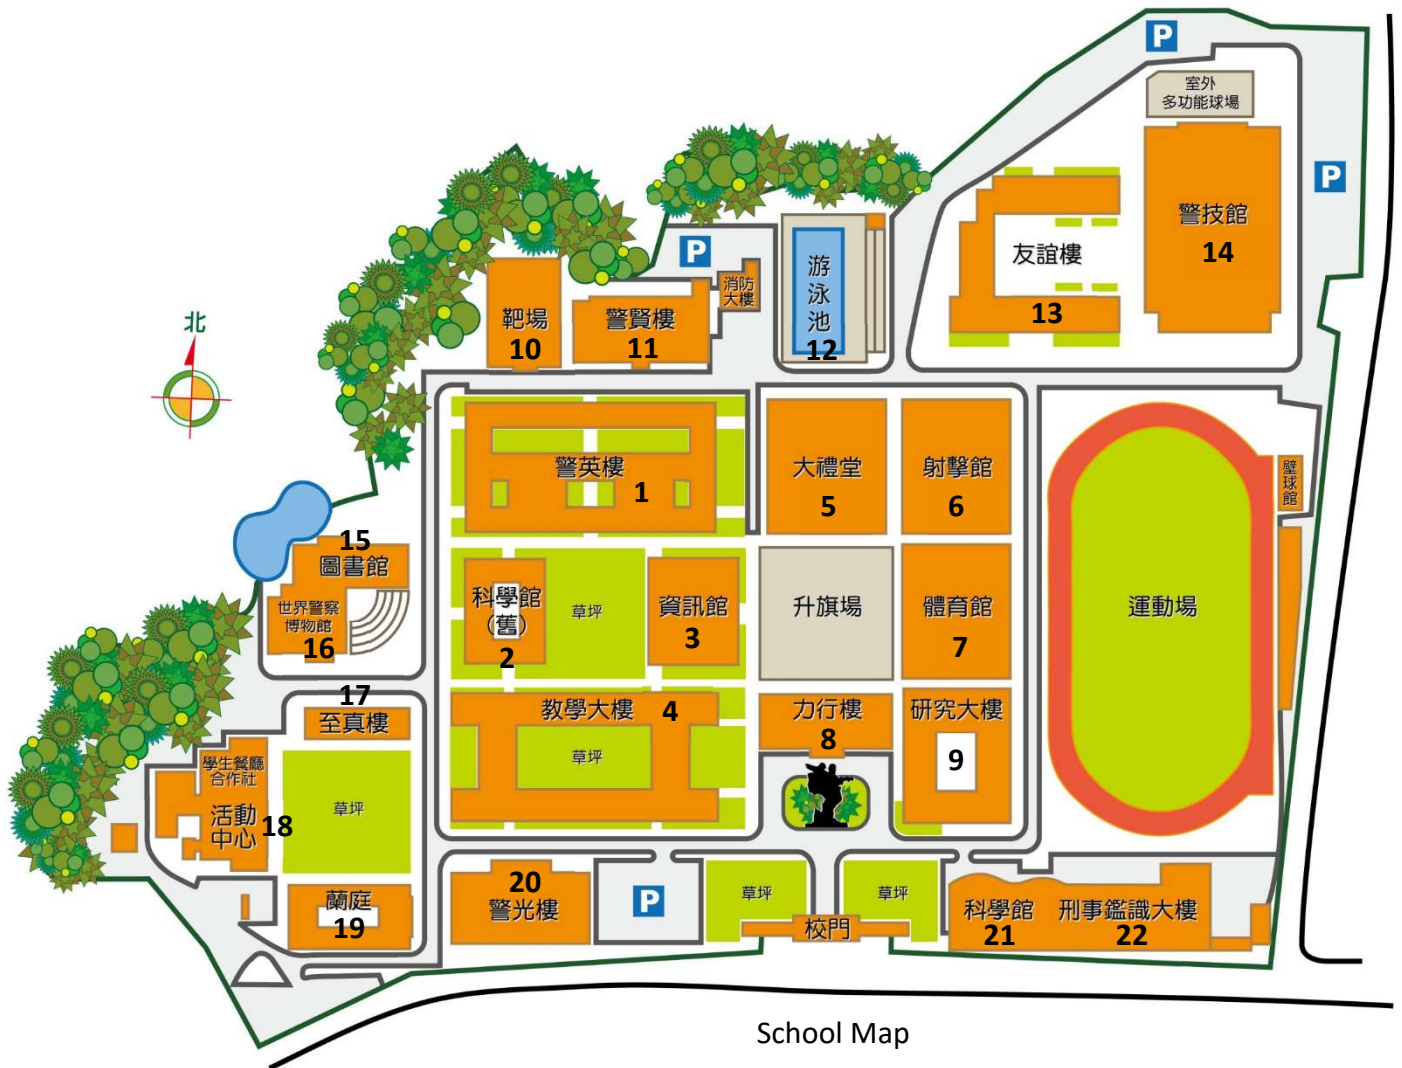 P
室外
多功能球場
P
警技館
14
友誼樓
13
P
消防
大樓
游
泳
池
12
靶場
10
警賢樓
11
北
警英樓
1
大禮堂
5
射擊館
6
壁
球
館
15
圖書館
世界警察
博物館
16
科學館
(舊)
2
草坪
資訊館
3
升旗場
體育館
7
運動場
17
至真樓
教學大樓 4
草坪
力行樓
8
研究大樓
9
學生餐廳
合作社
活動
中心
18
草坪
蘭庭
19
20
警光樓
P
草坪
草坪
校門
科學館
21
刑事鑑識大樓
22
School Map